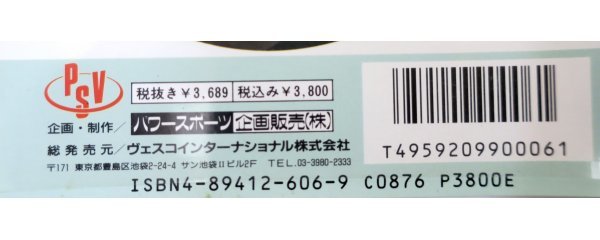 PSV
税抜き¥3,689 税込み¥3,800
企画・制作/パワースポーツ企画販売(株)
総発売元/ヴェスコインターナショナル株式会社
〒171 東京都豊島区池袋2-24-4 サン池袋IIビル2F TEL.03-3980-2333
ISBN4-89412-606-9 C0876 P3800E
T4959209900061